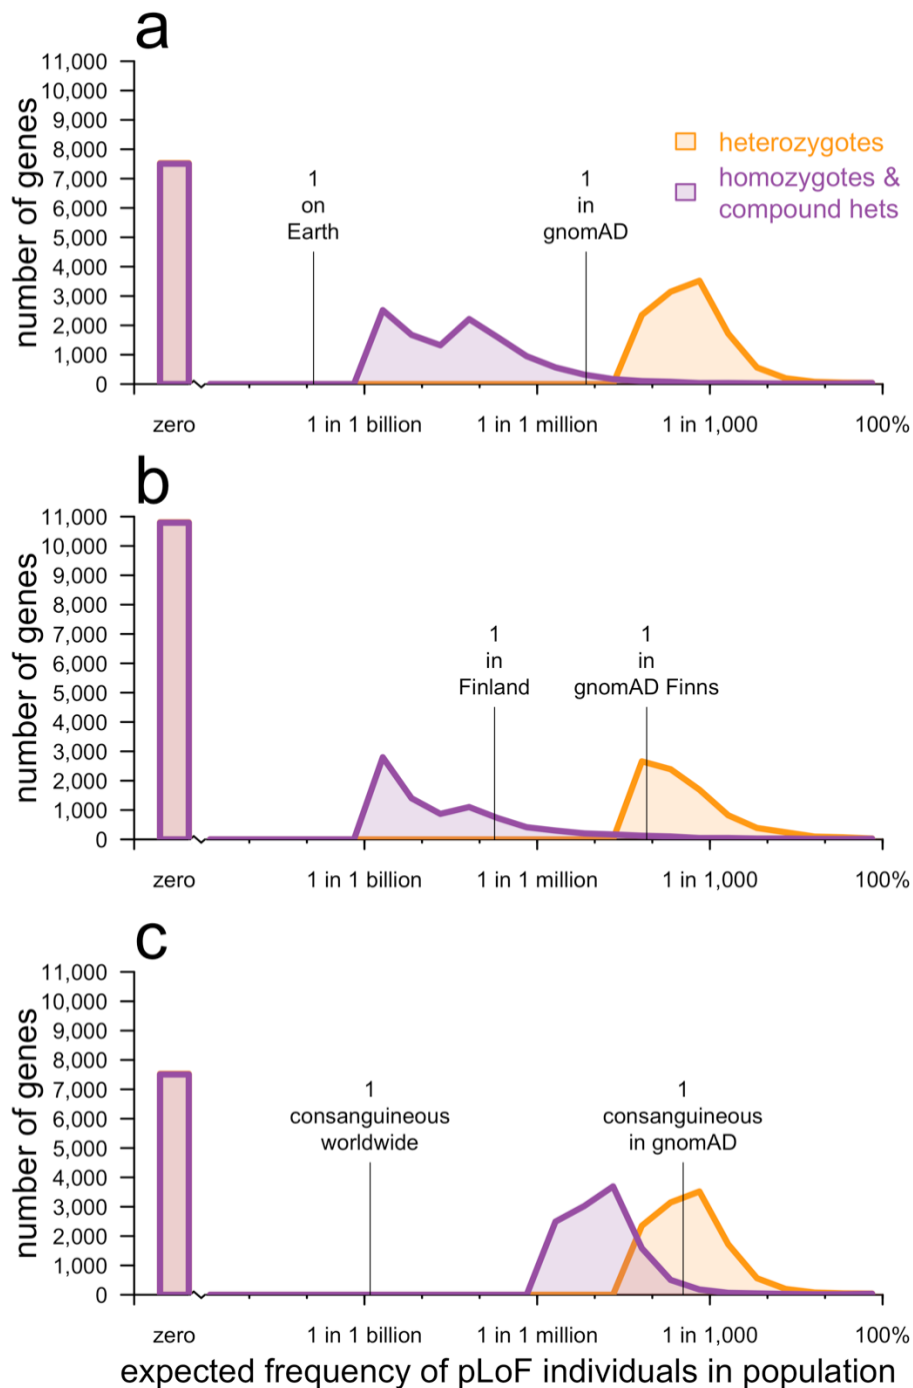 a
number of genes
11,000
10,000
9,000
8,000
7,000
6,000
5,000
4,000
3,000
2,000
1,000
0
1
on
Earth
1
in
gnomAD
heterozygotes
homozygotes &
compound hets
zero
1 in 1 billion
1 in 1 million
1 in 1,000
100%
b
number of genes
11,000
10,000
9,000
8,000
7,000
6,000
5,000
4,000
3,000
2,000
1,000
0
1
in
Finland
1
in
gnomAD Finns
zero
1 in 1 billion
1 in 1 million
1 in 1,000
100%
c
number of genes
11,000
10,000
9,000
8,000
7,000
6,000
5,000
4,000
3,000
2,000
1,000
0
1
consanguineous
worldwide
1
consanguineous
in gnomAD
zero
1 in 1 billion
1 in 1 million
1 in 1,000
100%
expected frequency of pLoF individuals in population